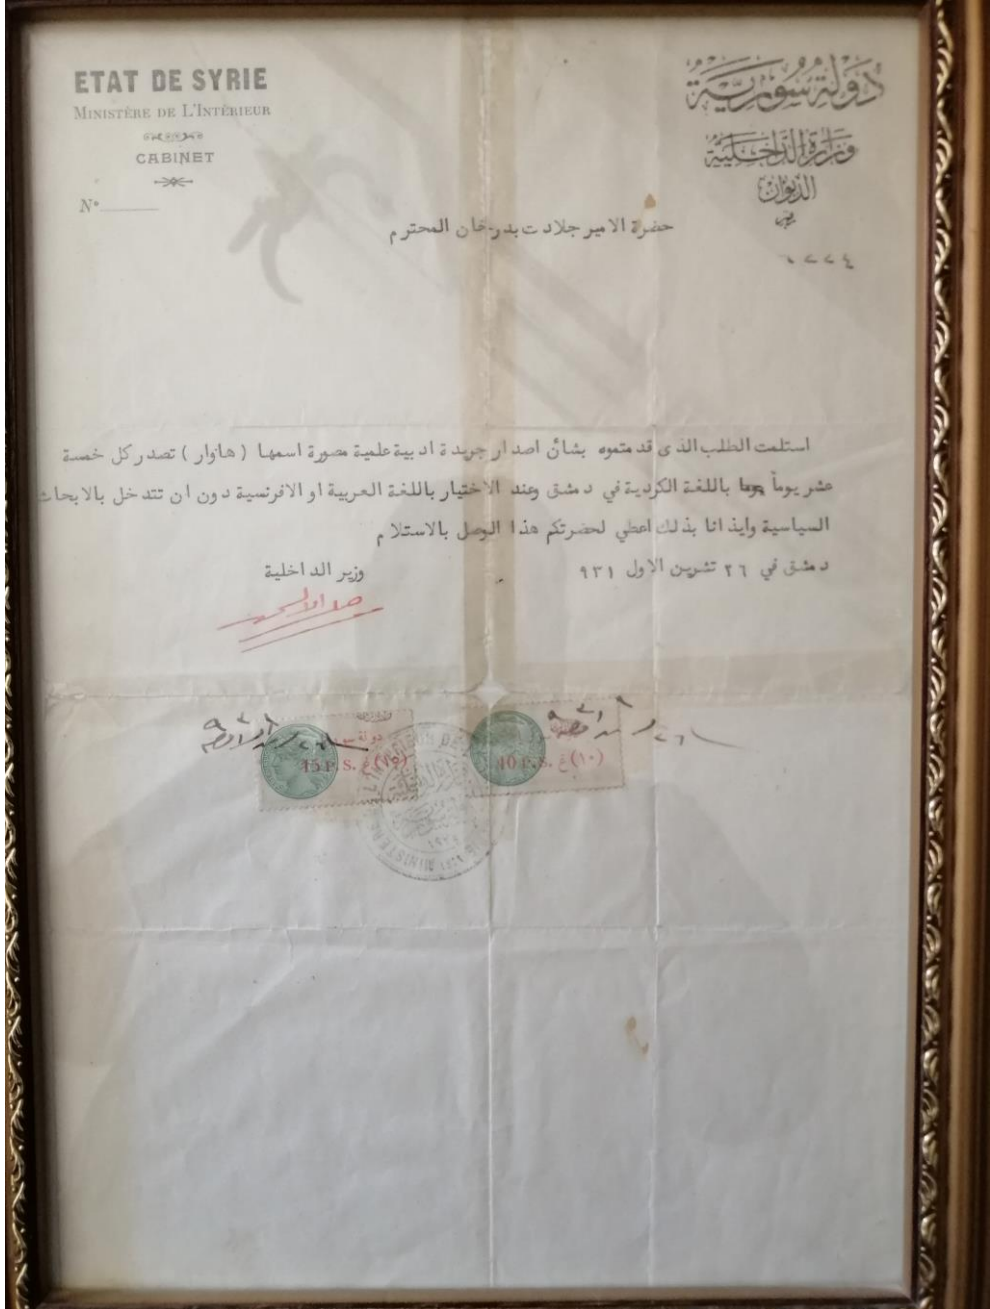 ETAT DE SYRIE
MINISTÈRE DE L'INTÉRIEUR
CABINET
N°
دولة سورية
وزارة الداخلية
الديوان
حضرة الامير جلادت بدرخان المحترم
استلمت الطلب الذى قدمتموه بشأن اصدار جريدة ادبية علمية مصورة اسمها ( هاوار ) تصدر كل خمسة
عشر يوماً باللغة الكردية في دمشق وعند الاختيار باللغة العربية او الافرنسية دون ان تتدخل بالابحاث
السياسية وايذانا بذلك اعطي لحضرتكم هذا الوصل بالاستلام
دمشق في ٢٦ تشرين الاول ٩٣١
وزير الداخلية
15 P.S. غ (١٥)
10 P.S. غ (١٠)